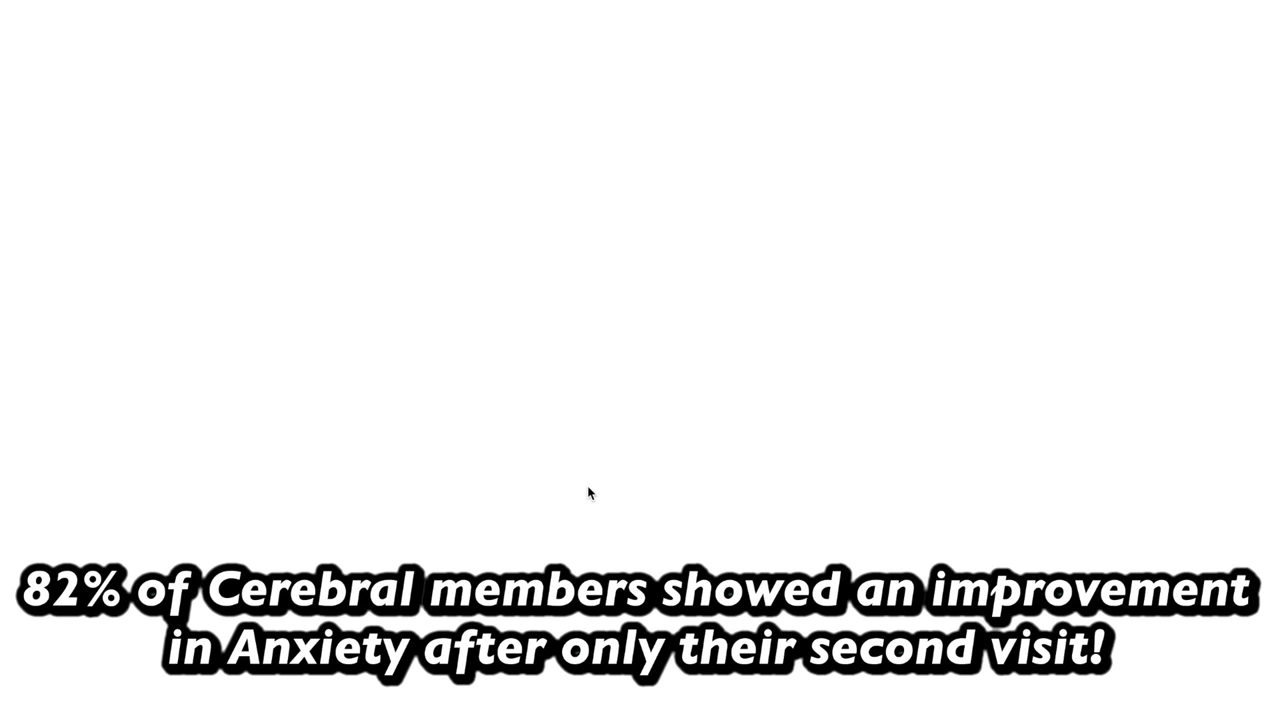 82% of Cerebral members showed an improvement
in Anxiety after only their second visit!